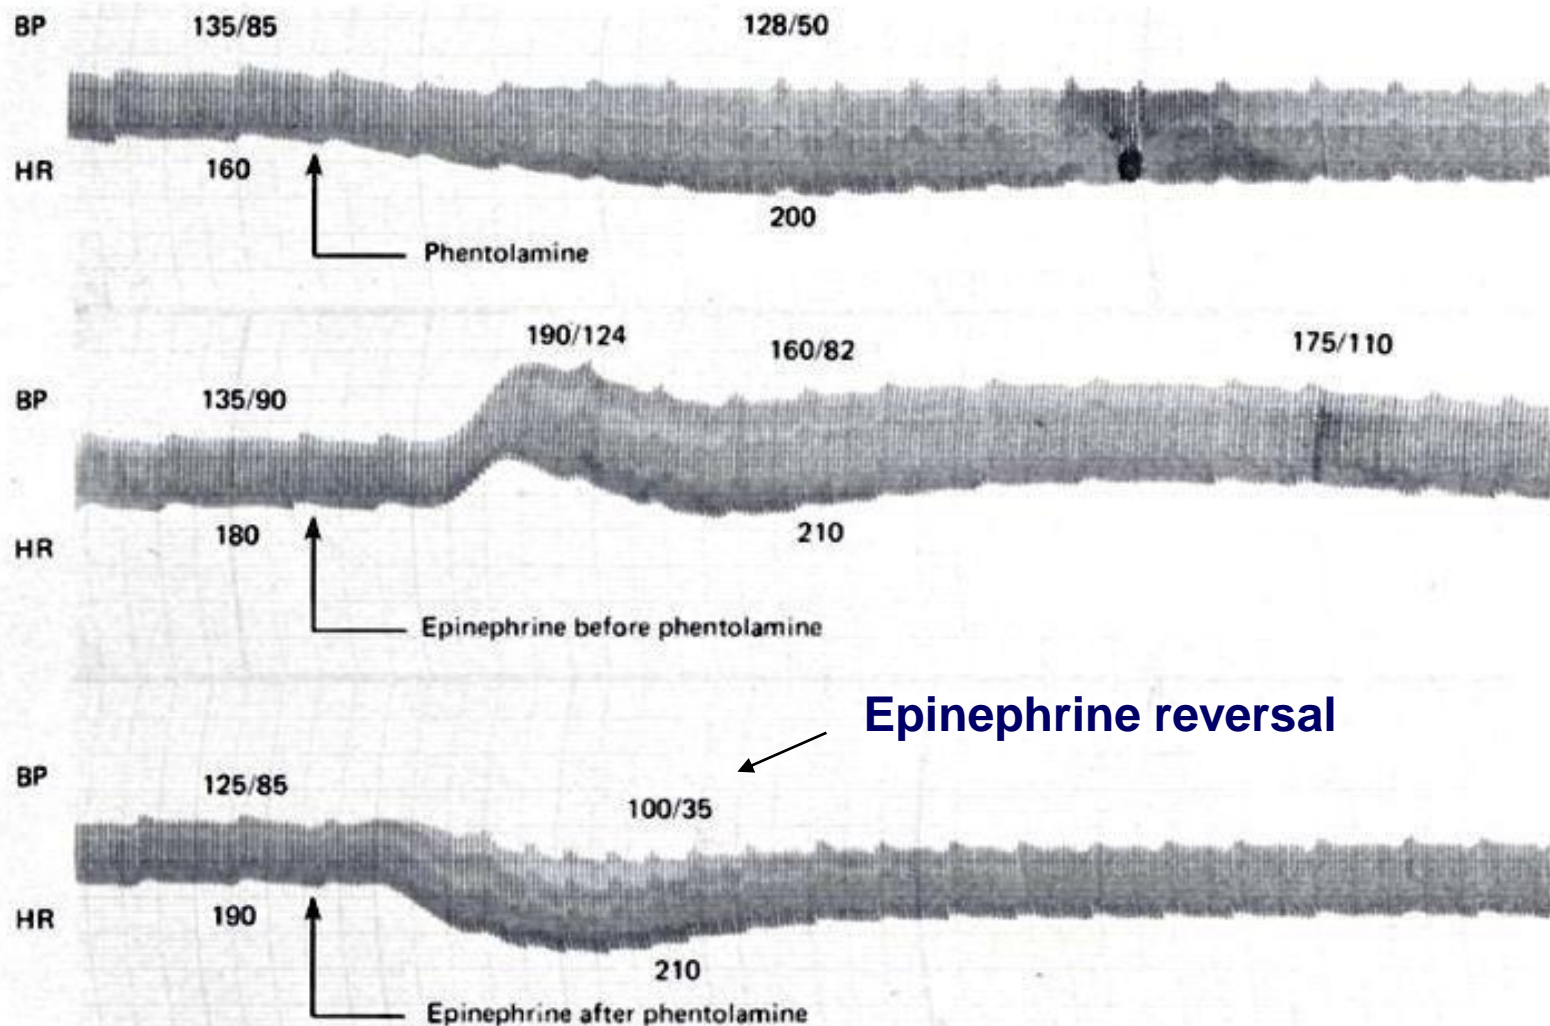 BP 135/85 128/50
HR 160 200
Phentolamine
190/124 160/82 175/110
BP 135/90
HR 180 210
Epinephrine before phentolamine
Epinephrine reversal
BP 125/85 100/35
HR 190 210
Epinephrine after phentolamine